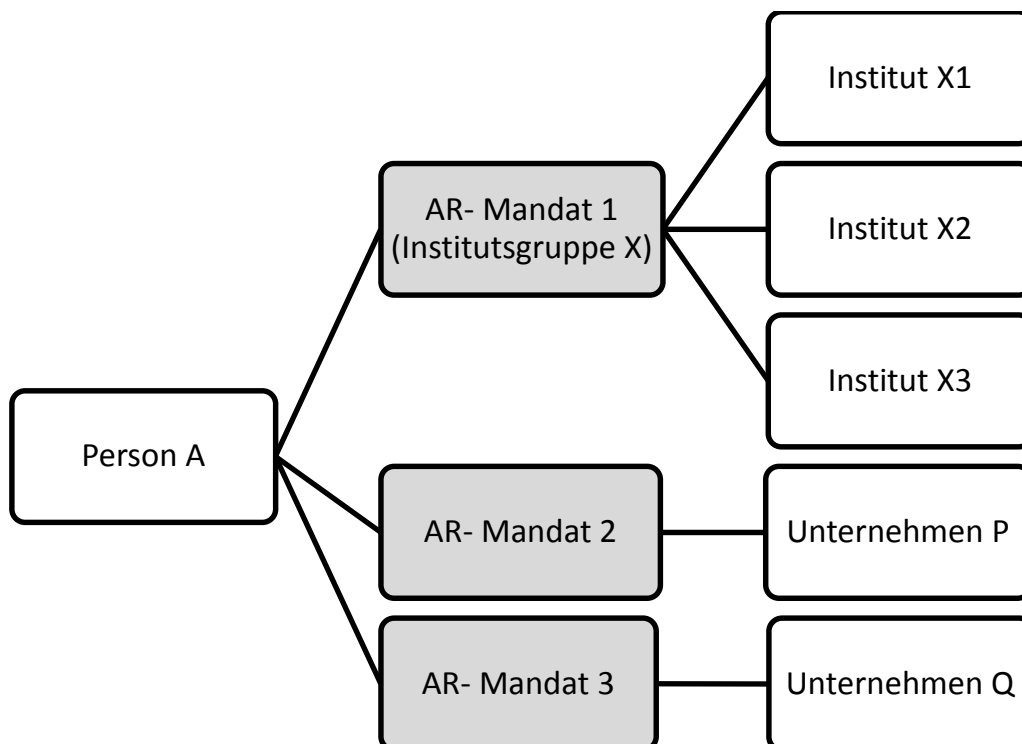 Person A
AR- Mandat 1
(Institutsgruppe X)
Institut X1
Institut X2
Institut X3
AR- Mandat 2
Unternehmen P
AR- Mandat 3
Unternehmen Q